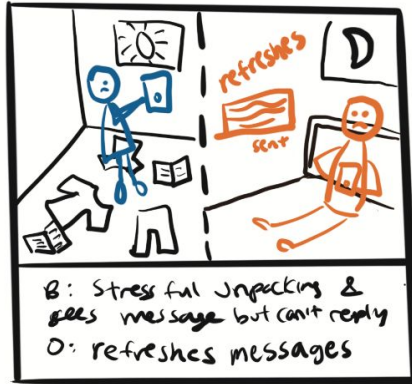 refreshes
sent
B: Stressful unpacking &
sees message but can't reply
O: refreshes messages